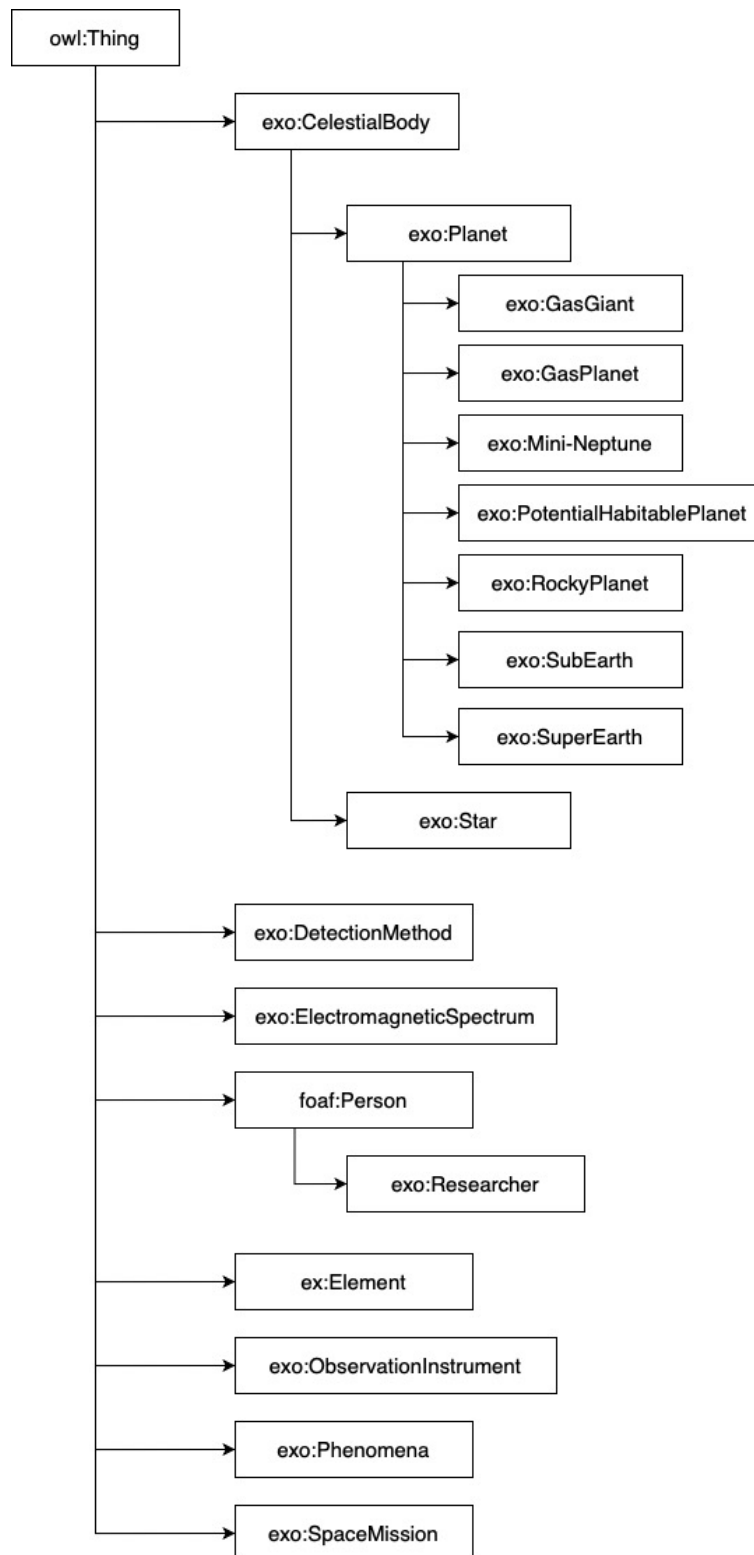 owl:Thing
exo:CelestialBody
exo:Planet
exo:GasGiant
exo:GasPlanet
exo:Mini-Neptune
exo:PotentialHabitablePlanet
exo:RockyPlanet
exo:SubEarth
exo:SuperEarth
exo:Star
exo:DetectionMethod
exo:ElectromagneticSpectrum
foaf:Person
exo:Researcher
ex:Element
exo:ObservationInstrument
exo:Phenomena
exo:SpaceMission